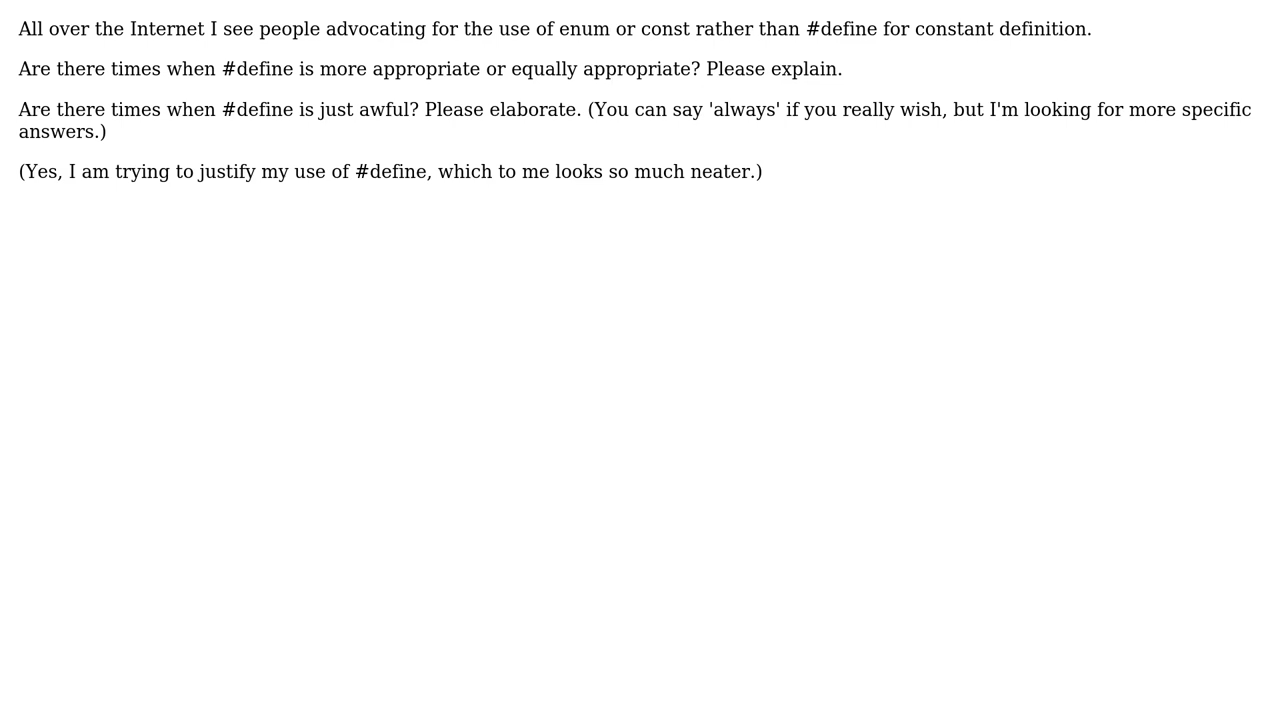 All over the Internet I see people advocating for the use of enum or const rather than #define for constant definition.
Are there times when #define is more appropriate or equally appropriate? Please explain.
Are there times when #define is just awful? Please elaborate. (You can say 'always' if you really wish, but I'm looking for more specific
answers.)
(Yes, I am trying to justify my use of #define, which to me looks so much neater.)